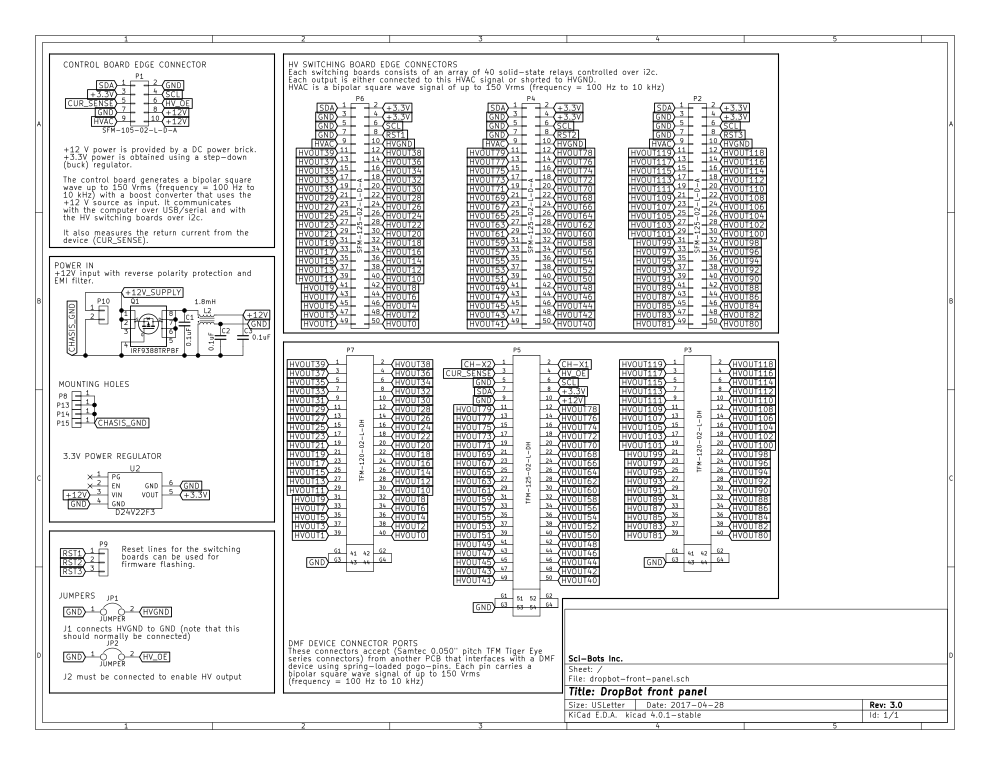 1 2 3 4 5
A
B
C
D
CONTROL BOARD EDGE CONNECTOR
P1
SDA 1 2 GND
+3.3V 3 4 SCL
CUR_SENSE 5 6 HV_OE
GND 7 8 +12V
HVAC 9 10 +12V
SFM-105-02-L-D-A
+12 V power is provided by a DC power brick.
+3.3V power is obtained using a step-down
(buck) regulator.
The control board generates a bipolar square
wave up to 150 Vrms (frequency = 100 Hz to
10 kHz) with a boost converter that uses the
+12 V source as input. It communicates
with the computer over USB/serial and with
the HV switching boards over i2c.
It also measures the return current from the
device (CUR_SENSE).
POWER IN
+12V input with reverse polarity protection and
EMI filter.
CHASIS_GND
P10
1
2
+12V_SUPPLY
Q1
1 2 3 4 5 6 7 8
IRF9388TRPBF
C1
0.1uF
1.8mH
L2
0.1uF
C2
C3
0.1uF
+12V
GND
MOUNTING HOLES
P8 1
P13 1
P14 1
P15 1 CHASIS_GND
3.3V POWER REGULATOR
U2
1 PG
2 EN GND 6 GND
+12V 3 VIN VOUT 5 +3.3V
GND 4 GND
D24V22F3
P9
RST1 1
RST2 2
RST3 3
Reset lines for the switching
boards can be used for
firmware flashing.
JUMPERS
JP1
GND 1 2 HVGND
JUMPER
J1 connects HVGND to GND (note that this
should normally be connected)
JP2
GND 1 2 HV_OE
JUMPER
J2 must be connected to enable HV output
HV SWITCHING BOARD EDGE CONNECTORS
Each switching boards consists of an array of 40 solid-state relays controlled over i2c.
Each output is either connected to this HVAC signal or shorted to HVGND.
HVAC is a bipolar square wave signal of up to 150 Vrms (frequency = 100 Hz to 10 kHz)
P6
SDA 1 2 +3.3V
GND 3 4 +3.3V
GND 5 6 SCL
GND 7 8 RST1
HVAC 9 10 HVGND
HVOUT39 11 12 HVOUT38
HVOUT37 13 14 HVOUT36
HVOUT35 15 16 HVOUT34
HVOUT33 17 18 HVOUT32
HVOUT31 19 20 HVOUT30
HVOUT29 21 22 HVOUT28
HVOUT27 23 24 HVOUT26
HVOUT25 25 26 HVOUT24
HVOUT23 27 28 HVOUT22
HVOUT21 29 30 HVOUT20
HVOUT19 31 32 HVOUT18
HVOUT17 33 34 HVOUT16
HVOUT15 35 36 HVOUT14
HVOUT13 37 38 HVOUT12
HVOUT11 39 40 HVOUT10
HVOUT9 41 42 HVOUT8
HVOUT7 43 44 HVOUT6
HVOUT5 45 46 HVOUT4
HVOUT3 47 48 HVOUT2
HVOUT1 49 50 HVOUT0
SFM-125-02-L-D-A
P4
SDA 1 2 +3.3V
GND 3 4 +3.3V
GND 5 6 SCL
GND 7 8 RST2
HVAC 9 10 HVGND
HVOUT79 11 12 HVOUT78
HVOUT77 13 14 HVOUT76
HVOUT75 15 16 HVOUT74
HVOUT73 17 18 HVOUT72
HVOUT71 19 20 HVOUT70
HVOUT69 21 22 HVOUT68
HVOUT67 23 24 HVOUT66
HVOUT65 25 26 HVOUT64
HVOUT63 27 28 HVOUT62
HVOUT61 29 30 HVOUT60
HVOUT59 31 32 HVOUT58
HVOUT57 33 34 HVOUT56
HVOUT55 35 36 HVOUT54
HVOUT53 37 38 HVOUT52
HVOUT51 39 40 HVOUT50
HVOUT49 41 42 HVOUT48
HVOUT47 43 44 HVOUT46
HVOUT45 45 46 HVOUT44
HVOUT43 47 48 HVOUT42
HVOUT41 49 50 HVOUT40
SFM-125-02-L-D-A
P2
SDA 1 2 +3.3V
GND 3 4 +3.3V
GND 5 6 SCL
GND 7 8 RST3
HVAC 9 10 HVGND
HVOUT119 11 12 HVOUT118
HVOUT117 13 14 HVOUT116
HVOUT115 15 16 HVOUT114
HVOUT113 17 18 HVOUT112
HVOUT111 19 20 HVOUT110
HVOUT109 21 22 HVOUT108
HVOUT107 23 24 HVOUT106
HVOUT105 25 26 HVOUT104
HVOUT103 27 28 HVOUT102
HVOUT101 29 30 HVOUT100
HVOUT99 31 32 HVOUT98
HVOUT97 33 34 HVOUT96
HVOUT95 35 36 HVOUT94
HVOUT93 37 38 HVOUT92
HVOUT91 39 40 HVOUT90
HVOUT89 41 42 HVOUT88
HVOUT87 43 44 HVOUT86
HVOUT85 45 46 HVOUT84
HVOUT83 47 48 HVOUT82
HVOUT81 49 50 HVOUT80
SFM-125-02-L-D-A
P7
HVOUT39 1 2 HVOUT38
HVOUT37 3 4 HVOUT36
HVOUT35 5 6 HVOUT34
HVOUT33 7 8 HVOUT32
HVOUT31 9 10 HVOUT30
HVOUT29 11 12 HVOUT28
HVOUT27 13 14 HVOUT26
HVOUT25 15 16 HVOUT24
HVOUT23 17 18 HVOUT22
HVOUT21 19 20 HVOUT20
HVOUT19 21 22 HVOUT18
HVOUT17 23 24 HVOUT16
HVOUT15 25 26 HVOUT14
HVOUT13 27 28 HVOUT12
HVOUT11 29 30 HVOUT10
HVOUT9 31 32 HVOUT8
HVOUT7 33 34 HVOUT6
HVOUT5 35 36 HVOUT4
HVOUT3 37 38 HVOUT2
HVOUT1 39 40 HVOUT0
G1 41 42 G2
GND G3 43 44 G4
TFM-120-02-L-DH
P5
CH-X2 1 2 CH-X1
CUR_SENSE 3 4 HV_OE
GND 5 6 SCL
SDA 7 8 +3.3V
GND 9 10 +12V
HVOUT79 11 12 HVOUT78
HVOUT77 13 14 HVOUT76
HVOUT75 15 16 HVOUT74
HVOUT73 17 18 HVOUT72
HVOUT71 19 20 HVOUT70
HVOUT69 21 22 HVOUT68
HVOUT67 23 24 HVOUT66
HVOUT65 25 26 HVOUT64
HVOUT63 27 28 HVOUT62
HVOUT61 29 30 HVOUT60
HVOUT59 31 32 HVOUT58
HVOUT57 33 34 HVOUT56
HVOUT55 35 36 HVOUT54
HVOUT53 37 38 HVOUT52
HVOUT51 39 40 HVOUT50
HVOUT49 41 42 HVOUT48
HVOUT47 43 44 HVOUT46
HVOUT45 45 46 HVOUT44
HVOUT43 47 48 HVOUT42
HVOUT41 49 50 HVOUT40
G1 51 52 G2
GND G3 53 54 G4
TFM-125-02-L-DH
P3
HVOUT119 1 2 HVOUT118
HVOUT117 3 4 HVOUT116
HVOUT115 5 6 HVOUT114
HVOUT113 7 8 HVOUT112
HVOUT111 9 10 HVOUT110
HVOUT109 11 12 HVOUT108
HVOUT107 13 14 HVOUT106
HVOUT105 15 16 HVOUT104
HVOUT103 17 18 HVOUT102
HVOUT101 19 20 HVOUT100
HVOUT99 21 22 HVOUT98
HVOUT97 23 24 HVOUT96
HVOUT95 25 26 HVOUT94
HVOUT93 27 28 HVOUT92
HVOUT91 29 30 HVOUT90
HVOUT89 31 32 HVOUT88
HVOUT87 33 34 HVOUT86
HVOUT85 35 36 HVOUT84
HVOUT83 37 38 HVOUT82
HVOUT81 39 40 HVOUT80
G1 41 42 G2
GND G3 43 44 G4
TFM-120-02-L-DH
DMF DEVICE CONNECTOR PORTS
These connectors accept (Samtec 0.050" pitch TFM Tiger Eye
series connectors) from another PCB that interfaces with a DMF
device using spring-loaded pogo-pins. Each pin carries a
bipolar square wave signal of up to 150 Vrms
(frequency = 100 Hz to 10 kHz)
Sci-Bots Inc.
Sheet: /
File: dropbot-front-panel.sch
Title: DropBot front panel
Size: USLetter Date: 2017-04-28 Rev: 3.0
KiCad E.D.A. kicad 4.0.1-stable Id: 1/1
A
B
C
D
1 2 3 4 5